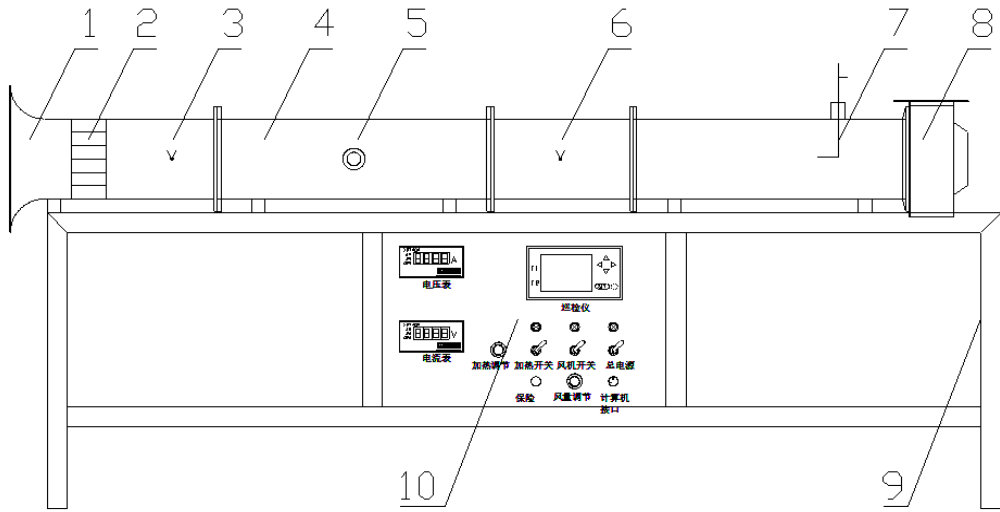 1 2 3 4 5 6 7 8
A
电压表
巡检仪
V
电流表
加热调节 加热开关 风机开关 总电源
保险 风量调节 计算机
接口
10 9